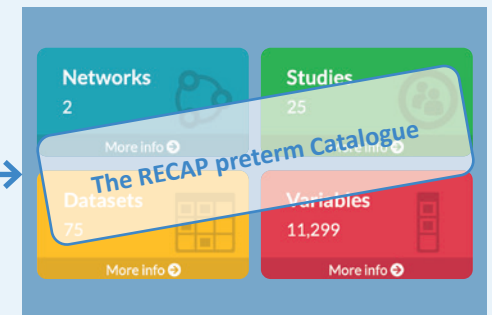 Networks
2
More info
Studies
25
More info
The RECAP preterm Catalogue
Datasets
75
More info
Variables
11,299
More info